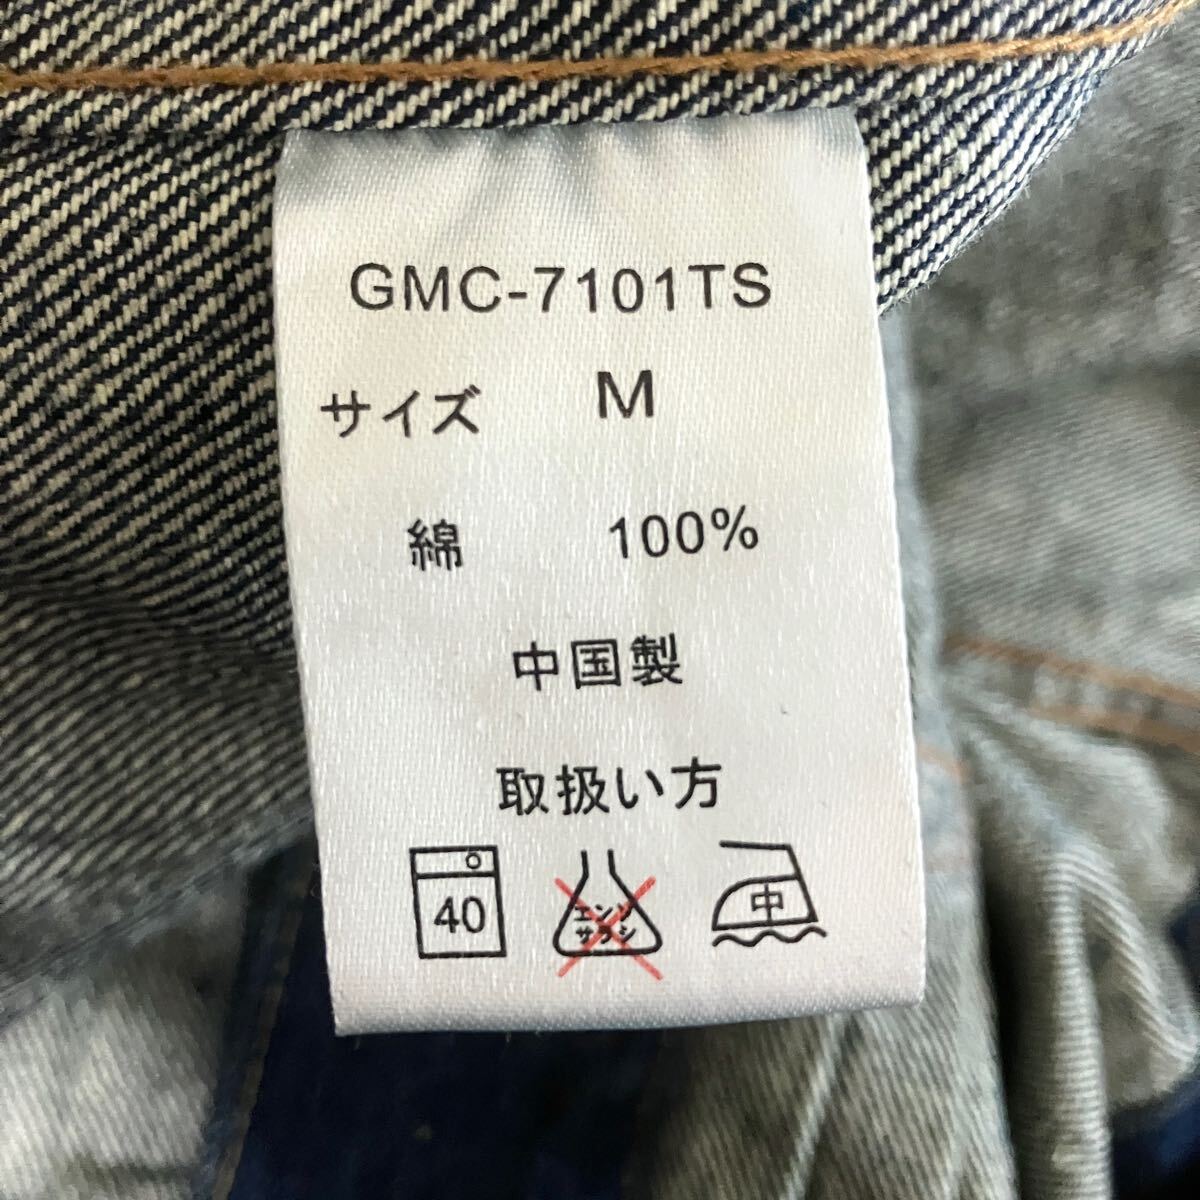 GMC-7101TS
サイズ M
綿 100%
中国製
取扱い方
40
エンソ
サラシ
中